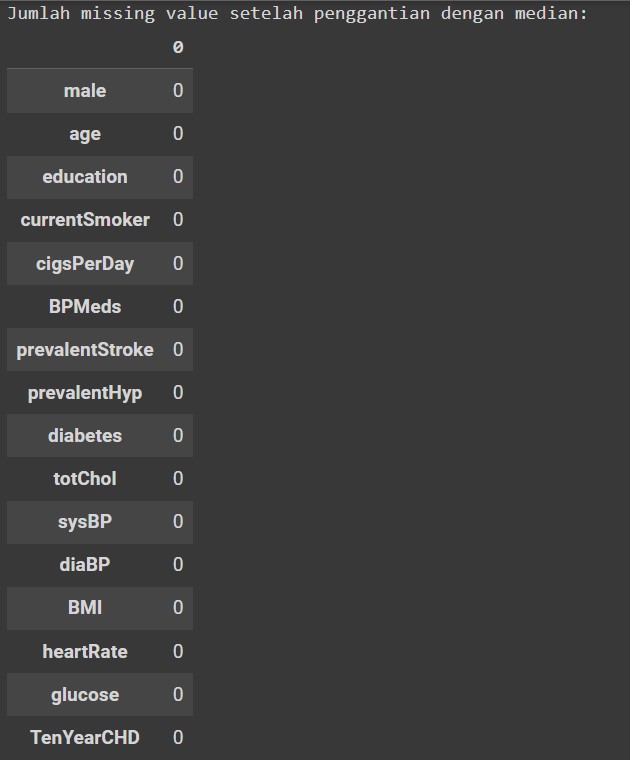 Jumlah missing value setelah penggantian dengan median:
0
male 0
age 0
education 0
currentSmoker 0
cigsPerDay 0
BPMeds 0
prevalentStroke 0
prevalentHyp 0
diabetes 0
totChol 0
sysBP 0
diaBP 0
BMI 0
heartRate 0
glucose 0
TenYearCHD 0